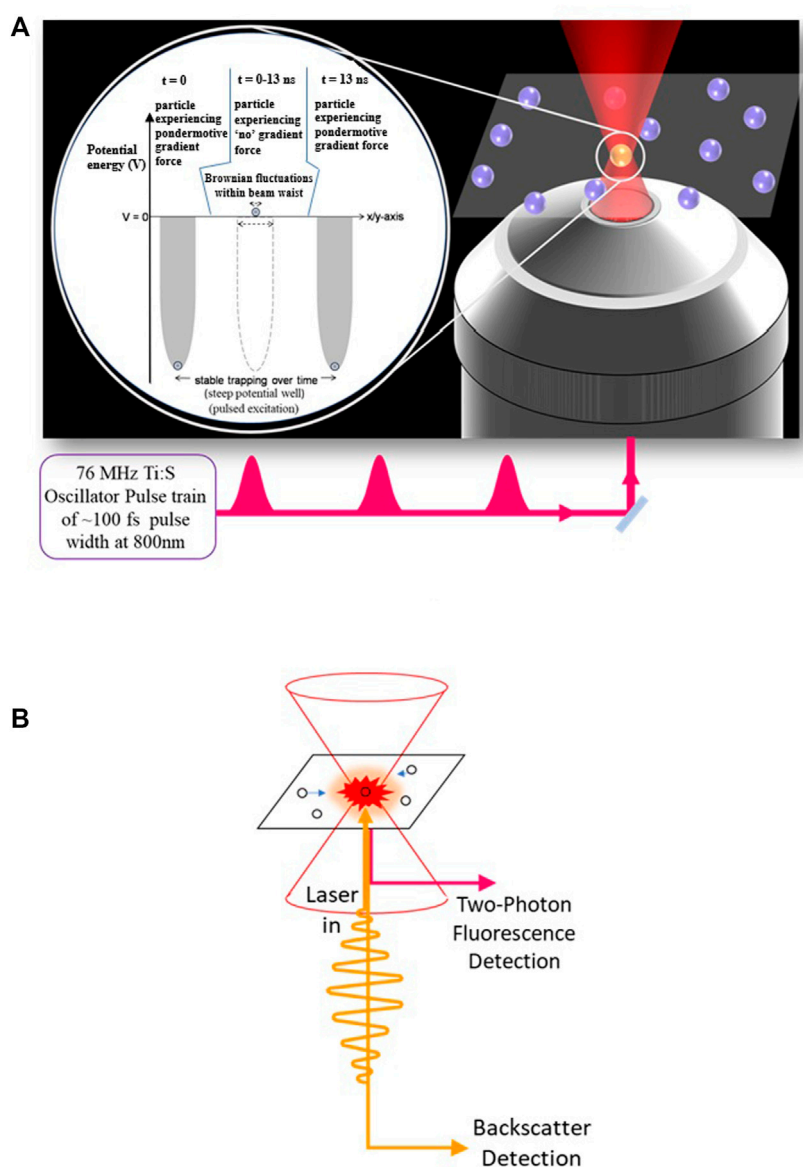 A
t = 0
particle
experiencing
pondermotive
gradient
force
t = 0-13 ns
particle
experiencing
‘no’ gradient
force
t = 13 ns
particle
experiencing
pondermotive
gradient force
Potential
energy (V)
Brownian fluctuations
within beam waist
V = 0
x/y-axis
stable trapping over time
(steep potential well)
(pulsed excitation)
76 MHz Ti:S
Oscillator Pulse train
of ~100 fs pulse
width at 800nm
B
Laser
in
Two-Photon
Fluorescence
Detection
Backscatter
Detection